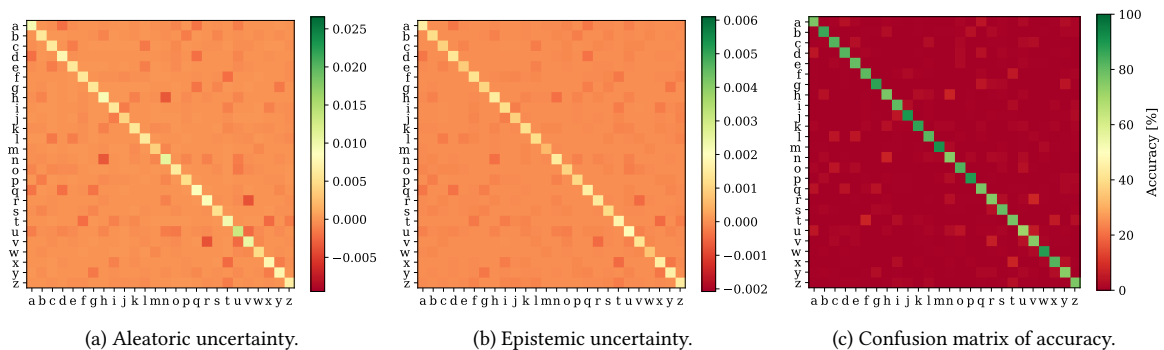 a b c d e f g h i j k l m n o p q r s t u v w x y z
a b c d e f g h i j k l m n o p q r s t u v w x y z
0.025
0.020
0.015
0.010
0.005
0.000
−0.005
(a) Aleatoric uncertainty.
a b c d e f g h i j k l m n o p q r s t u v w x y z
a b c d e f g h i j k l m n o p q r s t u v w x y z
0.006
0.005
0.004
0.003
0.002
0.001
0.000
−0.001
−0.002
(b) Epistemic uncertainty.
a b c d e f g h i j k l m n o p q r s t u v w x y z
a b c d e f g h i j k l m n o p q r s t u v w x y z
100
80
60
40
20
0
Accuracy [%]
(c) Confusion matrix of accuracy.